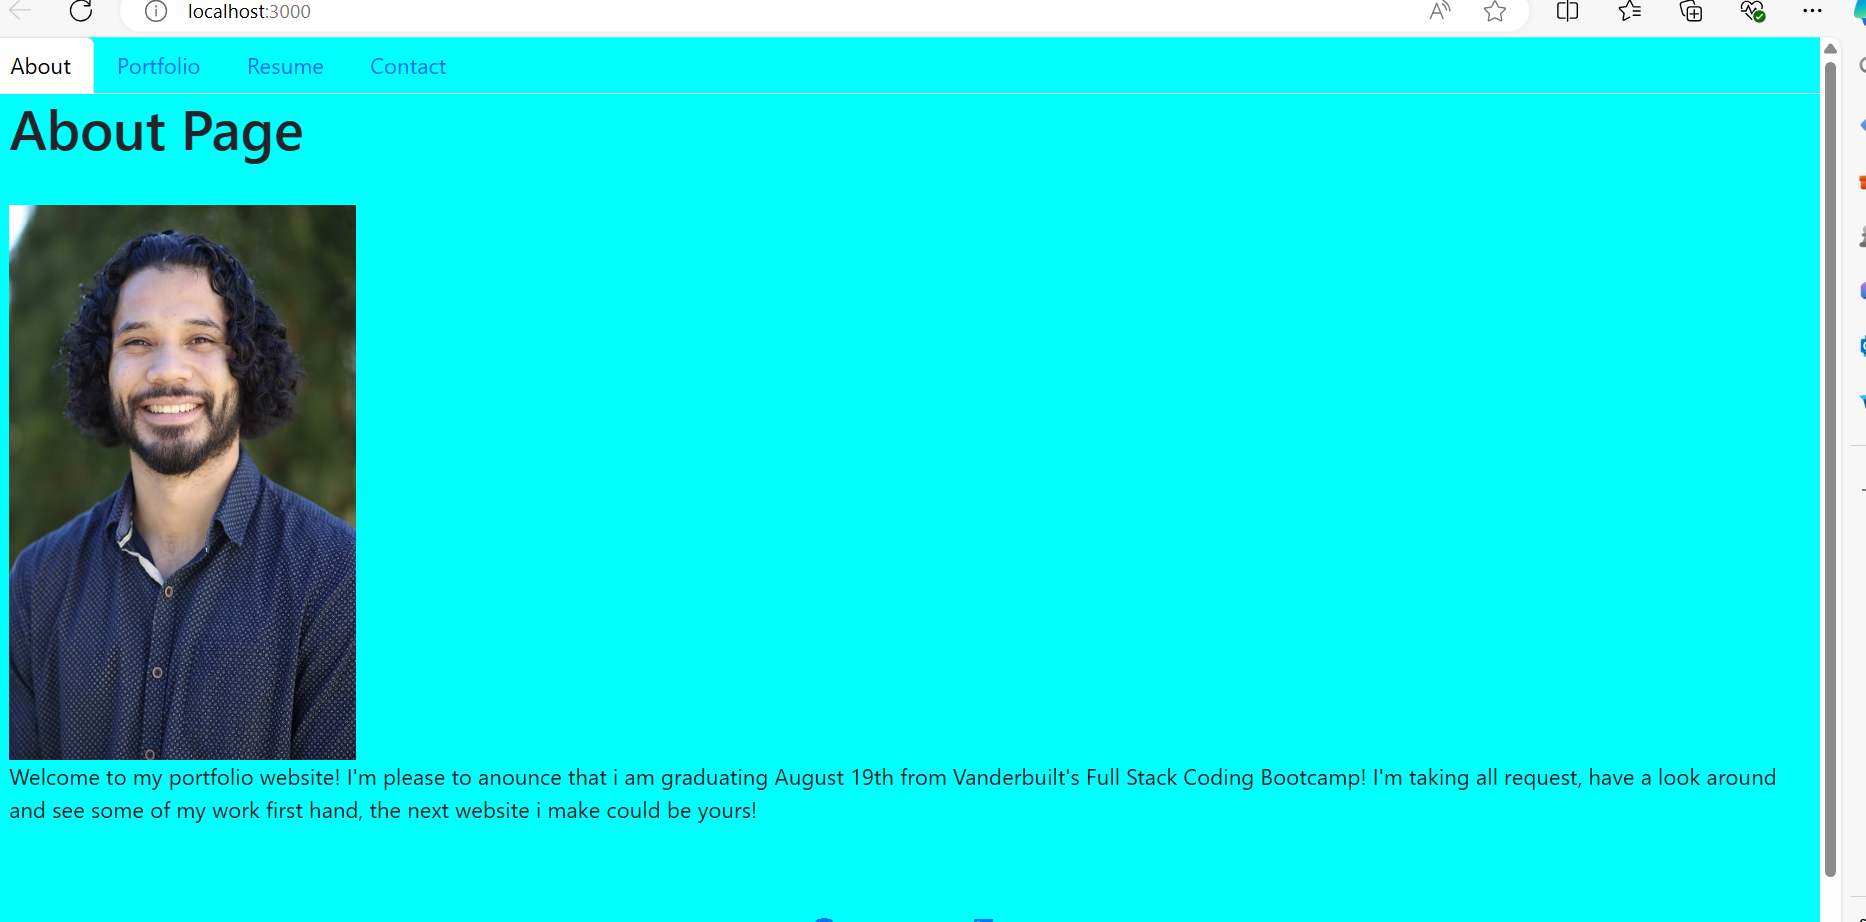 localhost:3000
About Portfolio Resume Contact
About Page
Welcome to my portfolio website! I'm please to anounce that i am graduating August 19th from Vanderbuilt's Full Stack Coding Bootcamp! I'm taking all request, have a look around
and see some of my work first hand, the next website i make could be yours!